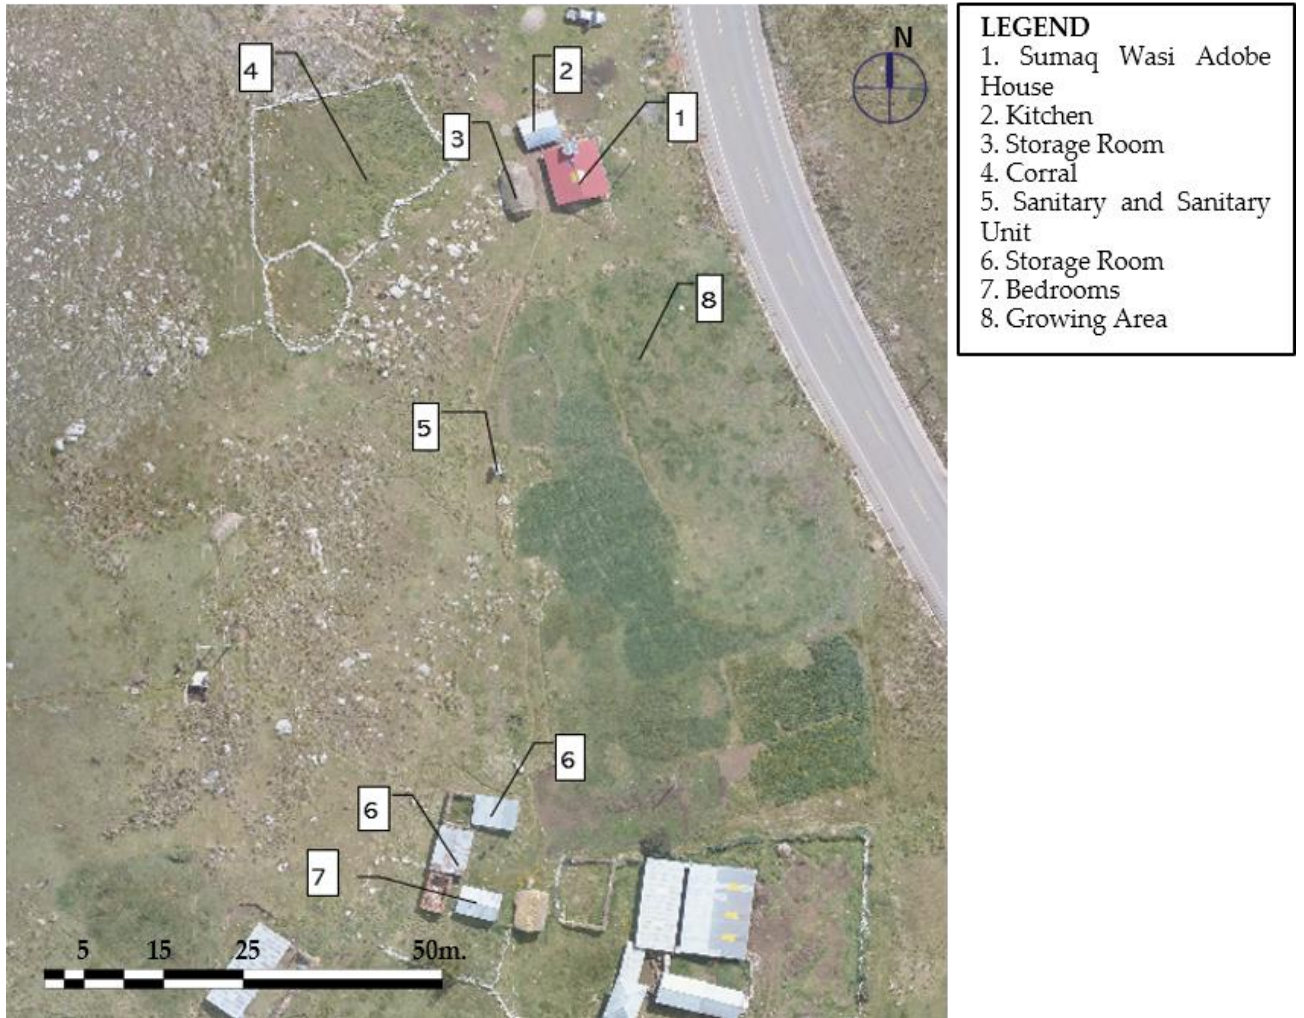 N
4
2
1
3
8
5
6
6
7
5 15 25 50m.
LEGEND
1. Sumaq Wasi Adobe
House
2. Kitchen
3. Storage Room
4. Corral
5. Sanitary and Sanitary
Unit
6. Storage Room
7. Bedrooms
8. Growing Area